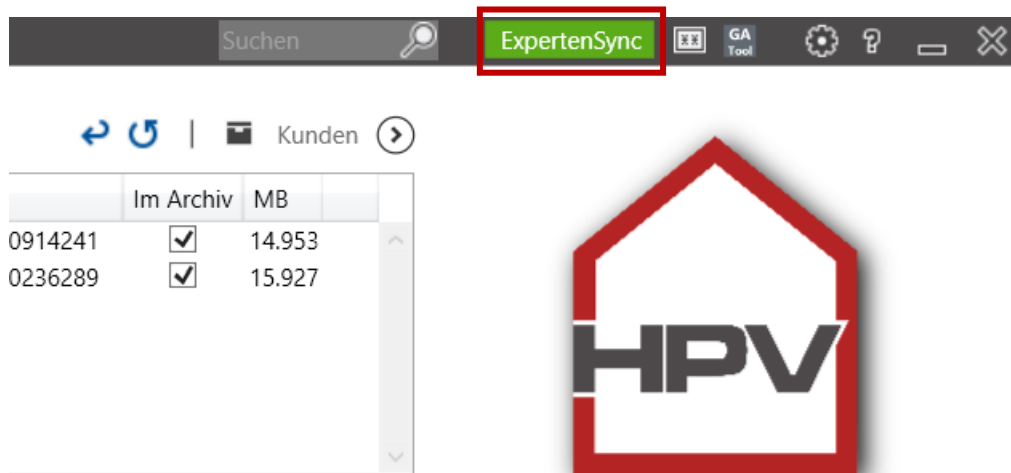 Suchen ExpertenSync GA Tool
Kunden
Im Archiv MB
0914241 14.953
0236289 15.927
HPV